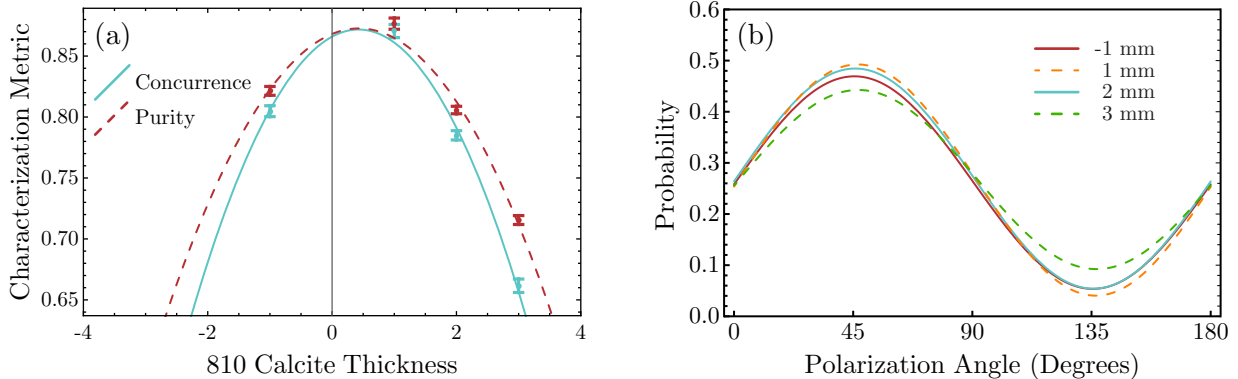 (a)
Characterization Metric
0.85
0.80
0.75
0.70
0.65
Concurrence
Purity
-4
-2
0
2
4
810 Calcite Thickness
(b)
Probability
0.6
0.5
0.4
0.3
0.2
0.1
0.0
-1 mm
1 mm
2 mm
3 mm
0
45
90
135
180
Polarization Angle (Degrees)